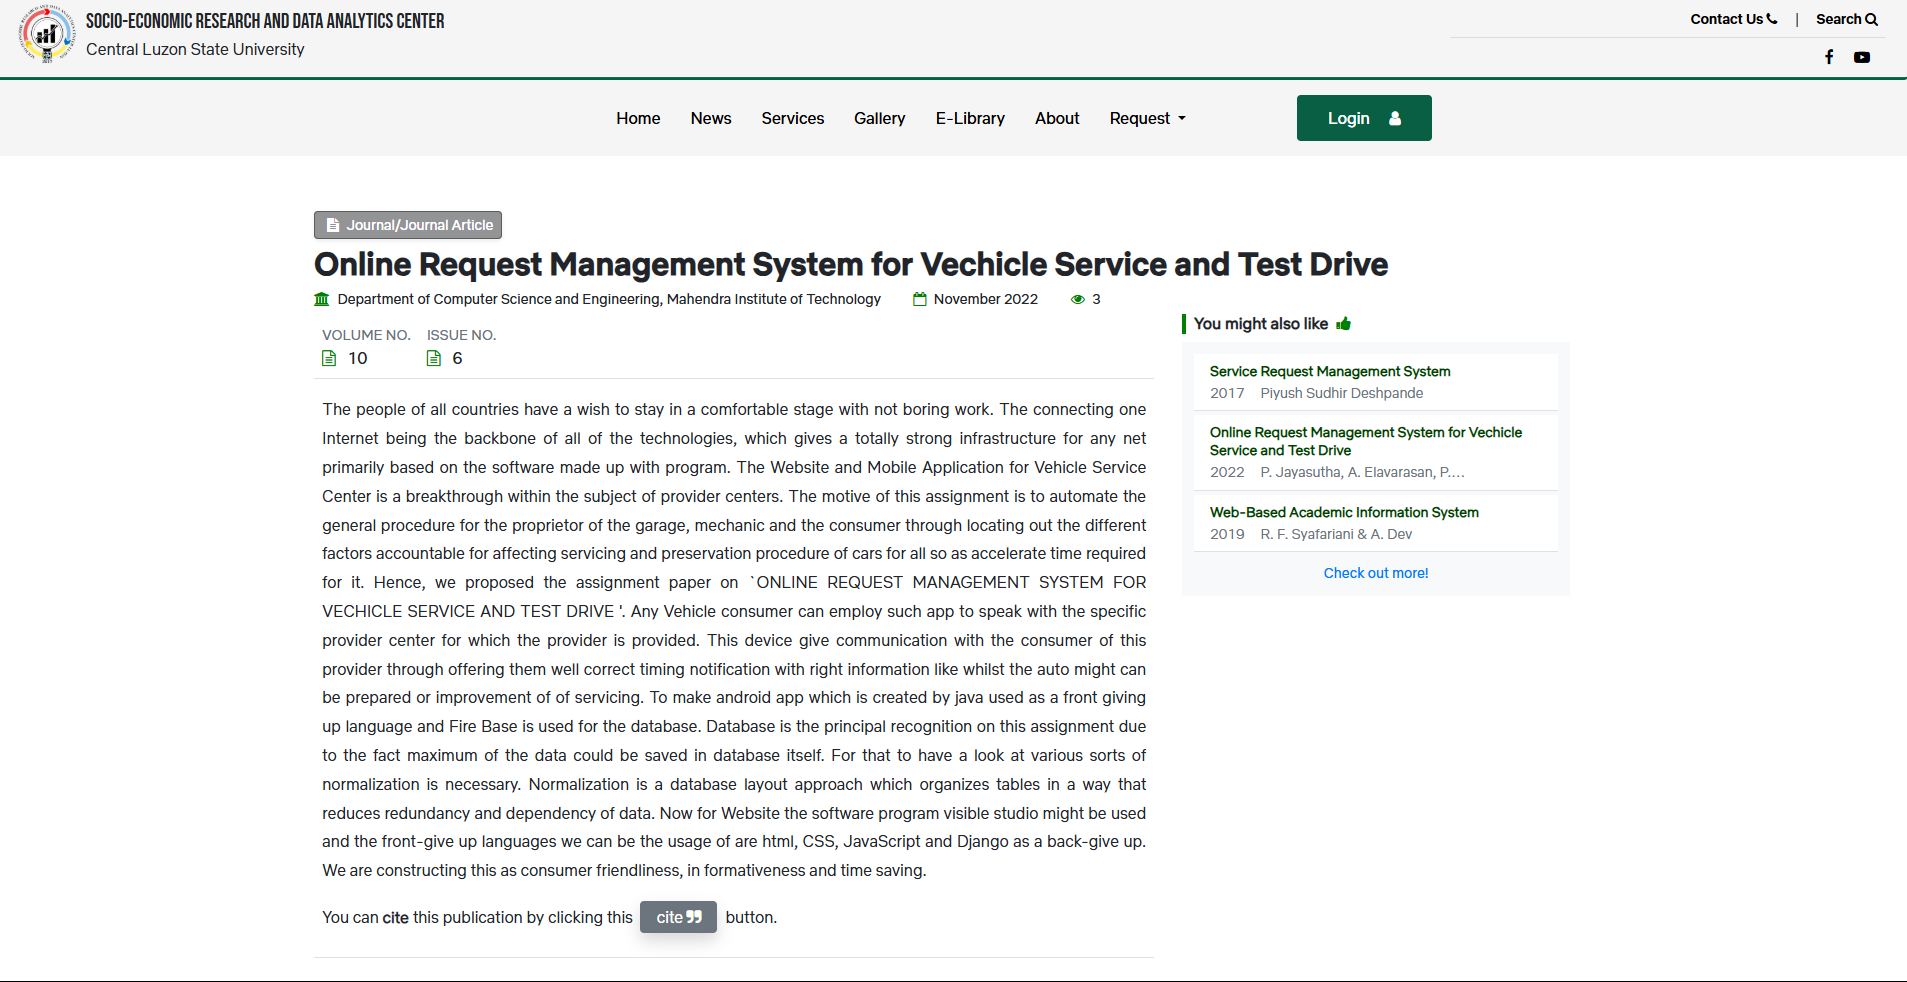 SOCIO-ECONOMIC RESEARCH AND DATA ANALYTICS CENTER
Central Luzon State University
Contact Us | Search
Home News Services Gallery E-Library About Request Login
Journal/Journal Article
Online Request Management System for Vechicle Service and Test Drive
Department of Computer Science and Engineering, Mahendra Institute of Technology November 2022 3
VOLUME NO. ISSUE NO.
10 6
The people of all countries have a wish to stay in a comfortable stage with not boring work. The connecting one
Internet being the backbone of all of the technologies, which gives a totally strong infrastructure for any net
primarily based on the software made up with program. The Website and Mobile Application for Vehicle Service
Center is a breakthrough within the subject of provider centers. The motive of this assignment is to automate the
general procedure for the proprietor of the garage, mechanic and the consumer through locating out the different
factors accountable for affecting servicing and preservation procedure of cars for all so as accelerate time required
for it. Hence, we proposed the assignment paper on `ONLINE REQUEST MANAGEMENT SYSTEM FOR
VECHICLE SERVICE AND TEST DRIVE '. Any Vehicle consumer can employ such app to speak with the specific
provider center for which the provider is provided. This device give communication with the consumer of this
provider through offering them well correct timing notification with right information like whilst the auto might can
be prepared or improvement of of servicing. To make android app which is created by java used as a front giving
up language and Fire Base is used for the database. Database is the principal recognition on this assignment due
to the fact maximum of the data could be saved in database itself. For that to have a look at various sorts of
normalization is necessary. Normalization is a database layout approach which organizes tables in a way that
reduces redundancy and dependency of data. Now for Website the software program visible studio might be used
and the front-give up languages we can be the usage of are html, CSS, JavaScript and Django as a back-give up.
We are constructing this as consumer friendliness, in formativeness and time saving.
You can cite this publication by clicking this cite button.
You might also like
Service Request Management System
2017 Piyush Sudhir Deshpande
Online Request Management System for Vechicle
Service and Test Drive
2022 P. Jayasutha, A. Elavarasan, P....
Web-Based Academic Information System
2019 R. F. Syafariani & A. Dev
Check out more!